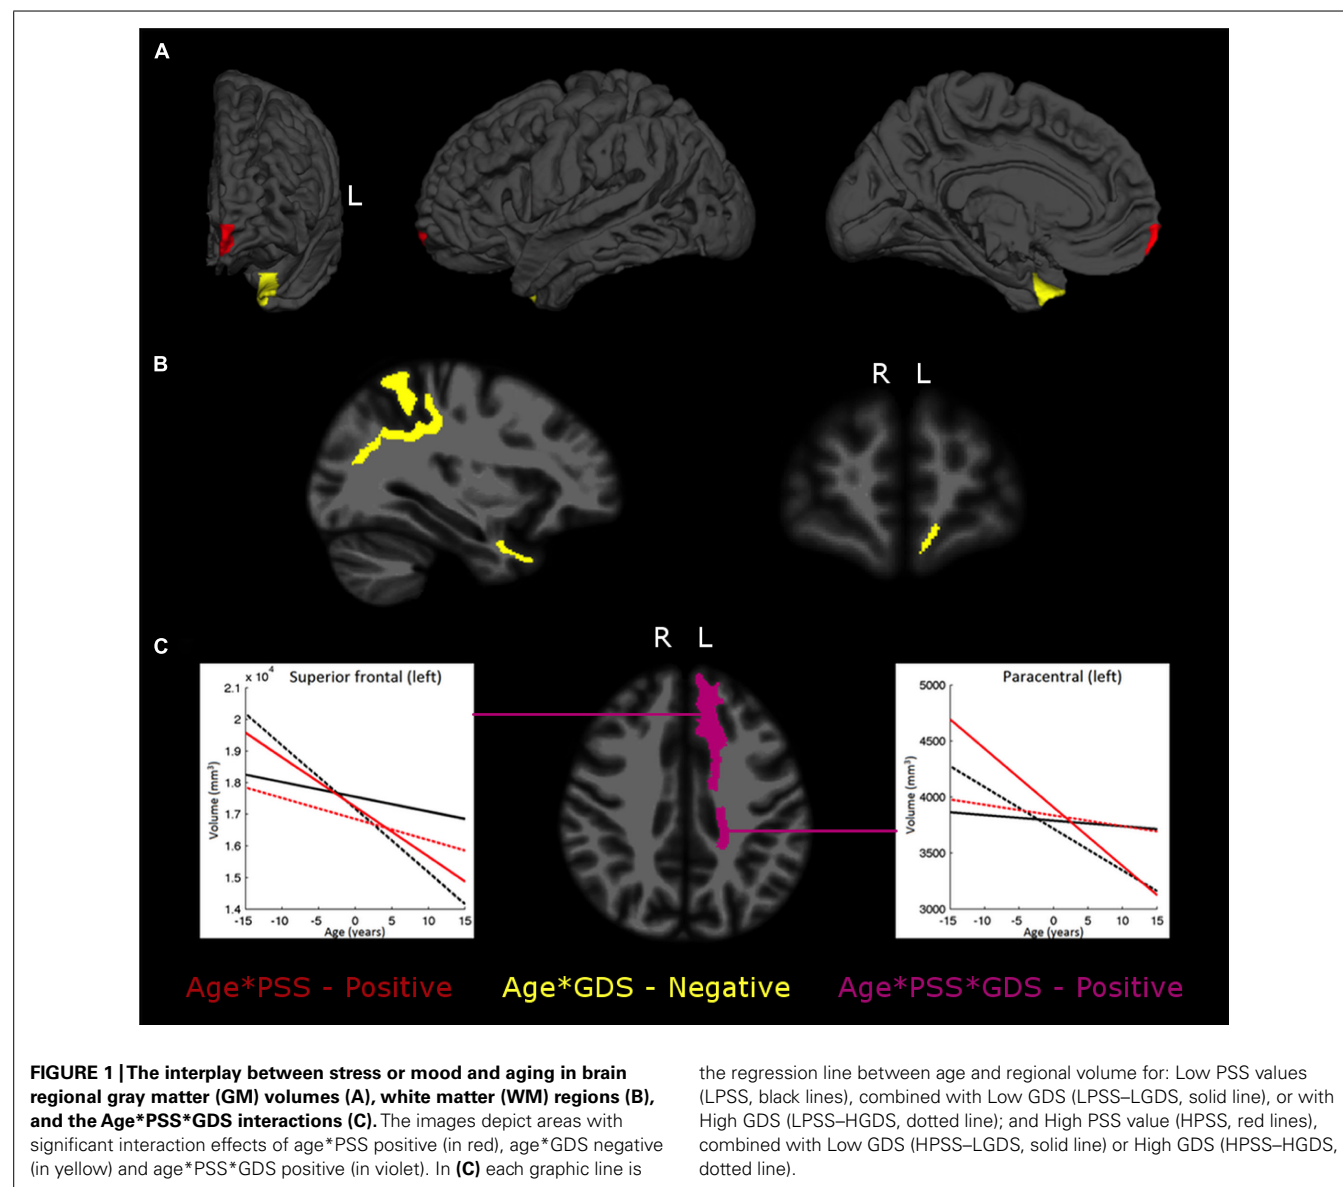 A
L
B
R L
C
R L
x 10⁴
Superior frontal (left)
2.1
2
1.9
1.8
1.7
1.6
1.5
1.4
Volume (mm³)
-15 -10 -5 0 5 10 15
Age (years)
Paracentral (left)
5000
4500
4000
3500
3000
Volume (mm³)
-15 -10 -5 0 5 10 15
Age (years)
Age*PSS - Positive Age*GDS - Negative Age*PSS*GDS - Positive
FIGURE 1 | The interplay between stress or mood and aging in brain
regional gray matter (GM) volumes (A), white matter (WM) regions (B),
and the Age*PSS*GDS interactions (C). The images depict areas with
significant interaction effects of age*PSS positive (in red), age*GDS negative
(in yellow) and age*PSS*GDS positive (in violet). In (C) each graphic line is
the regression line between age and regional volume for: Low PSS values
(LPSS, black lines), combined with Low GDS (LPSS–LGDS, solid line), or with
High GDS (LPSS–HGDS, dotted line); and High PSS value (HPSS, red lines),
combined with Low GDS (HPSS–LGDS, solid line) or High GDS (HPSS–HGDS,
dotted line).